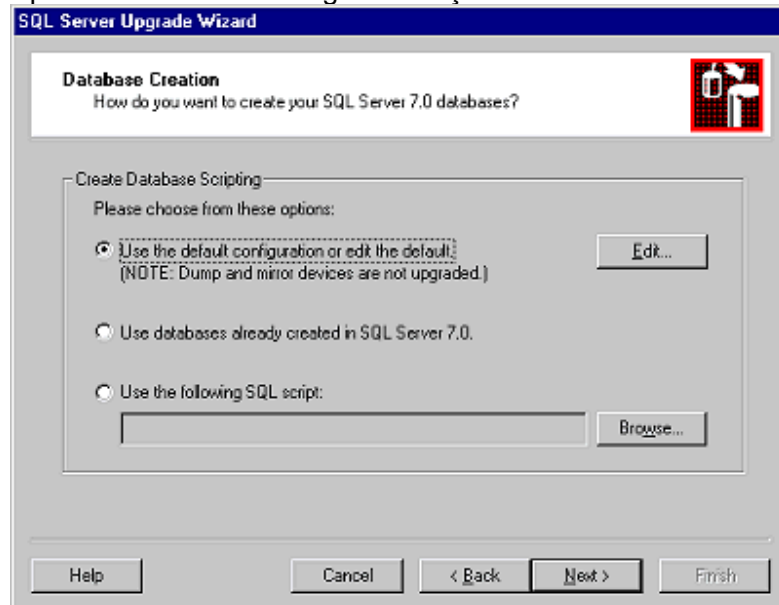 SQL Server Upgrade Wizard
Database Creation
How do you want to create your SQL Server 7.0 databases?
Create Database Scripting
Please choose from these options:
Use the default configuration or edit the default.
Edit...
(NOTE: Dump and mirror devices are not upgraded.)
Use databases already created in SQL Server 7.0.
Use the following SQL script:
Browse...
Help
Cancel
< Back
Next >
Finish